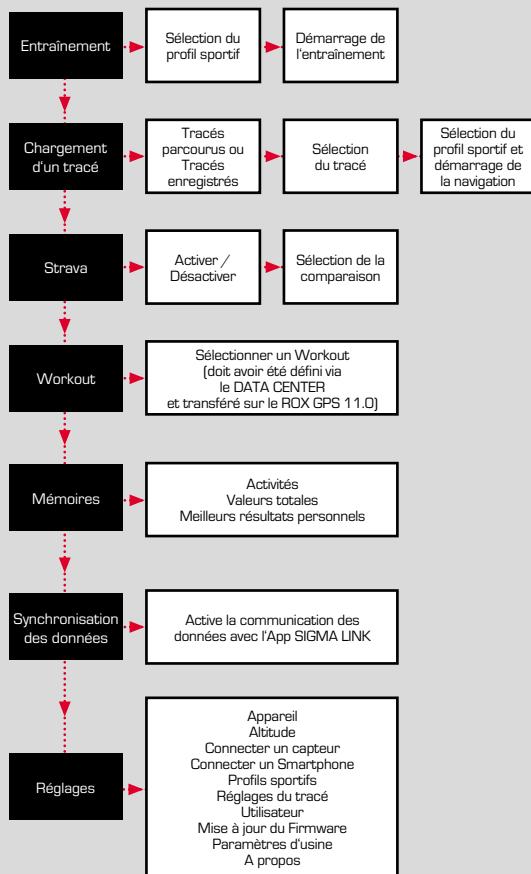 Entraînement
Sélection du
profil sportif
Démarrage de
l'entraînement
Chargement
d'un tracé
Tracés
parcourus ou
Tracés
enregistrés
Sélection
du tracé
Sélection du
profil sportif et
démarrage de
la navigation
Strava
Activer /
Désactiver
Sélection de la
comparaison
Workout
Sélectionner un Workout
(doit avoir été défini via
le DATA CENTER
et transféré sur le ROX GPS 11.0)
Mémoires
Activités
Valeurs totales
Meilleurs résultats personnels
Synchronisation
des données
Active la communication des
données avec l'App SIGMA LINK
Réglages
Appareil
Altitude
Connecter un capteur
Connecter un Smartphone
Profils sportifs
Réglages du tracé
Utilisateur
Mise à jour du Firmware
Paramètres d'usine
A propos